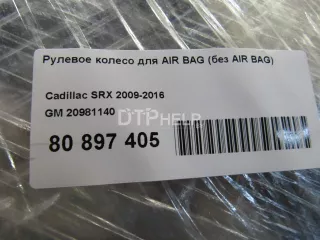 Рулевое колесо для AIR BAG (без AIR BAG)
Cadillac SRX 2009-2016
GM 20981140
DTPHELP
80 897 405